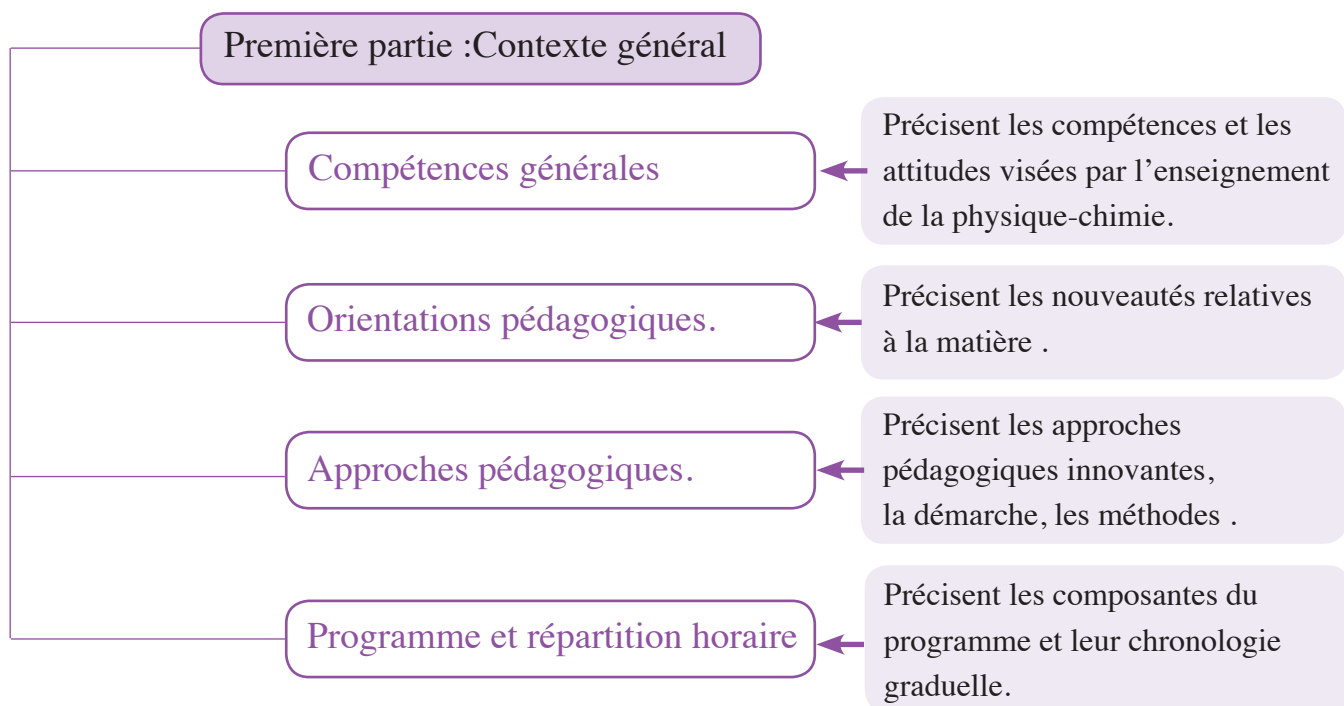 Première partie :Contexte général
Compétences générales
Précisent les compétences et les
attitudes visées par l’enseignement
de la physique-chimie.
Orientations pédagogiques.
Précisent les nouveautés relatives
à la matière .
Approches pédagogiques.
Précisent les approches
pédagogiques innovantes,
la démarche, les méthodes .
Programme et répartition horaire
Précisent les composantes du
programme et leur chronologie
graduelle.